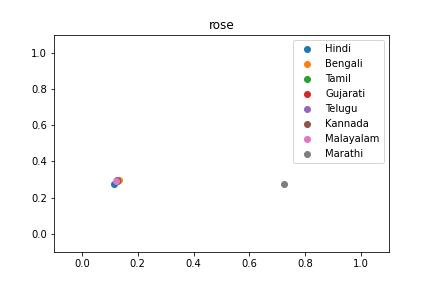 rose
1.0
0.8
0.6
0.4
0.2
0.0
0.0 0.2 0.4 0.6 0.8 1.0
Hindi
Bengali
Tamil
Gujarati
Telugu
Kannada
Malayalam
Marathi